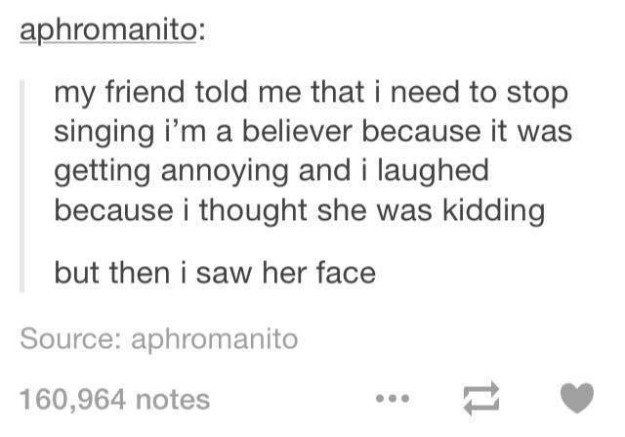 aphromanito:
my friend told me that i need to stop
singing i'm a believer because it was
getting annoying and i laughed
because i thought she was kidding
but then i saw her face
Source: aphromanito
160,964 notes